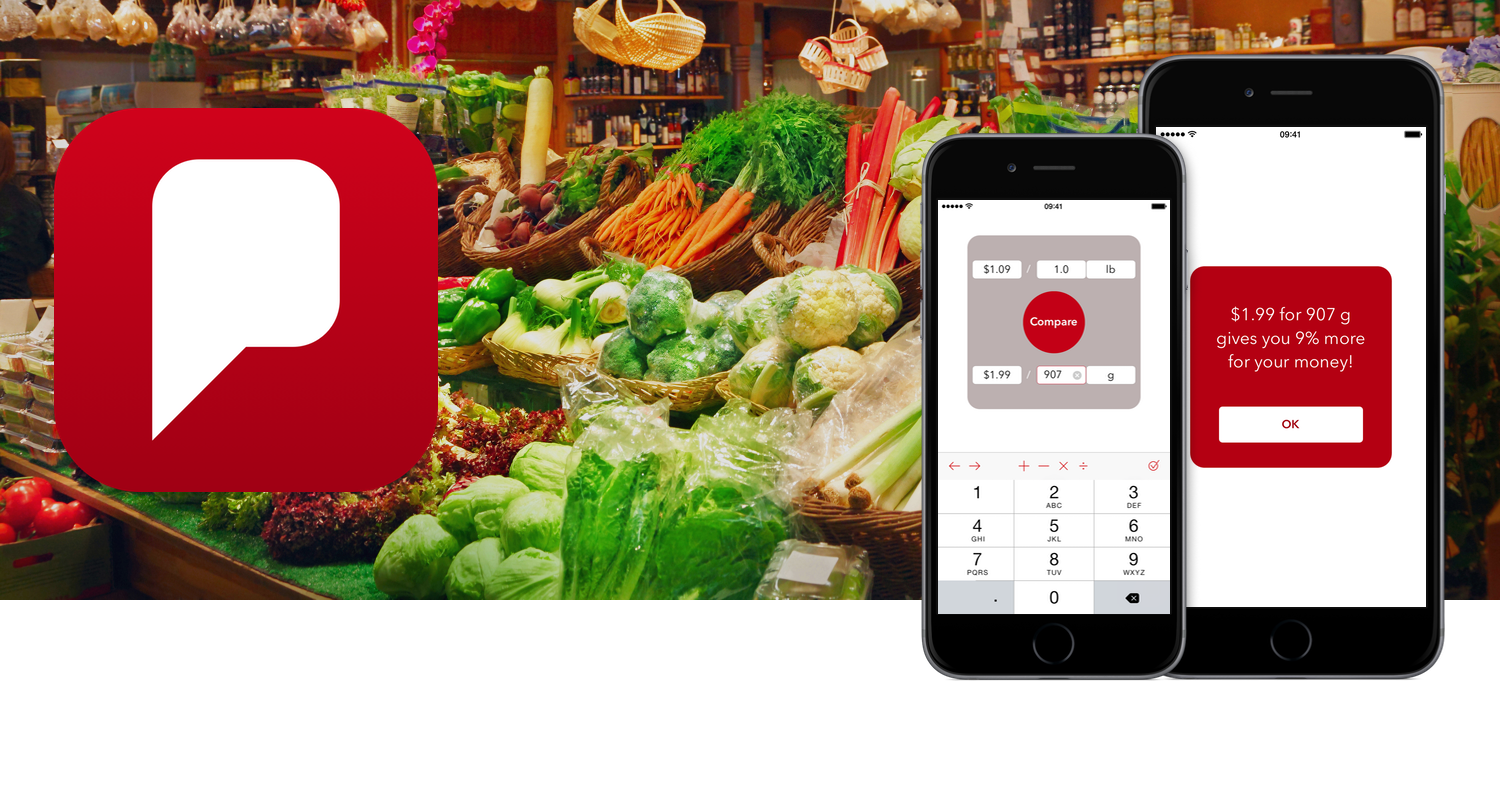 09:41
$1.09 / 1.0 lb
Compare
$1.99 / 907 g
1
2
ABC
3
DEF
4
GHI
5
JKL
6
MNO
7
PQRS
8
TUV
9
WXYZ
.
0
09:41
$1.99 for 907 g
gives you 9% more
for your money!
OK